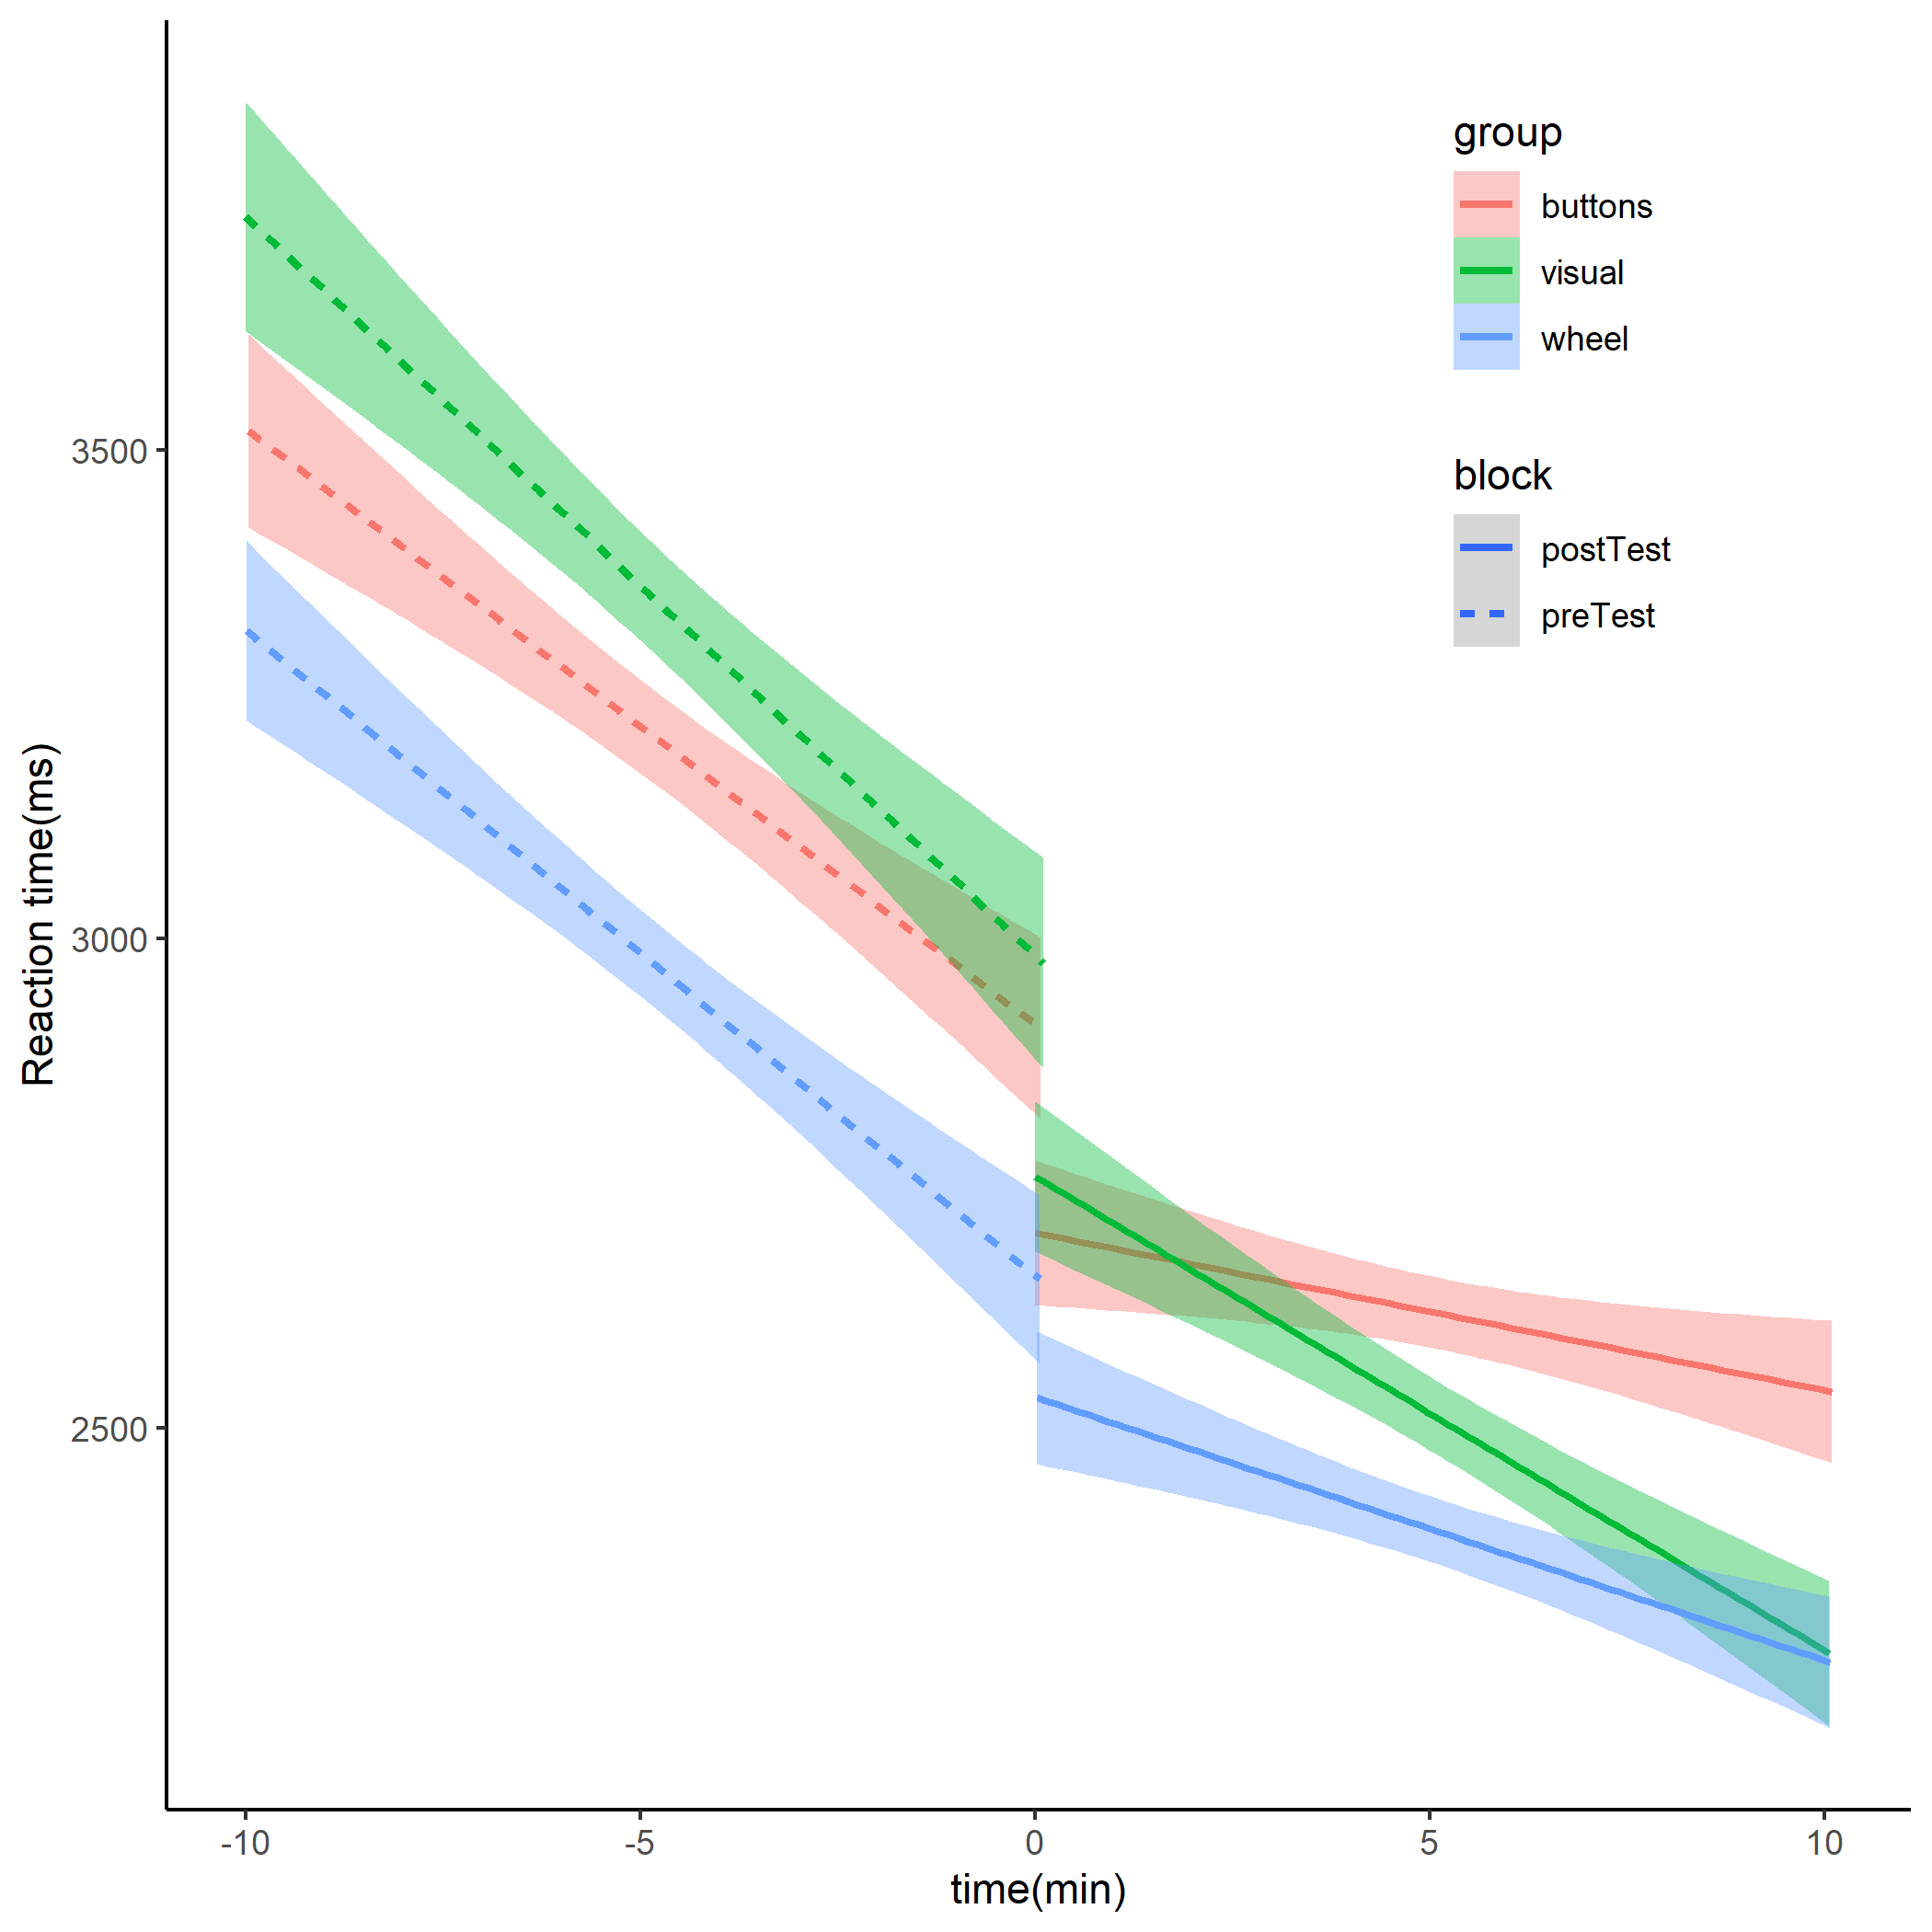 group
buttons
visual
wheel
block
postTest
preTest
3500
3000
2500
Reaction time(ms)
-10 -5 0 5 10
time(min)